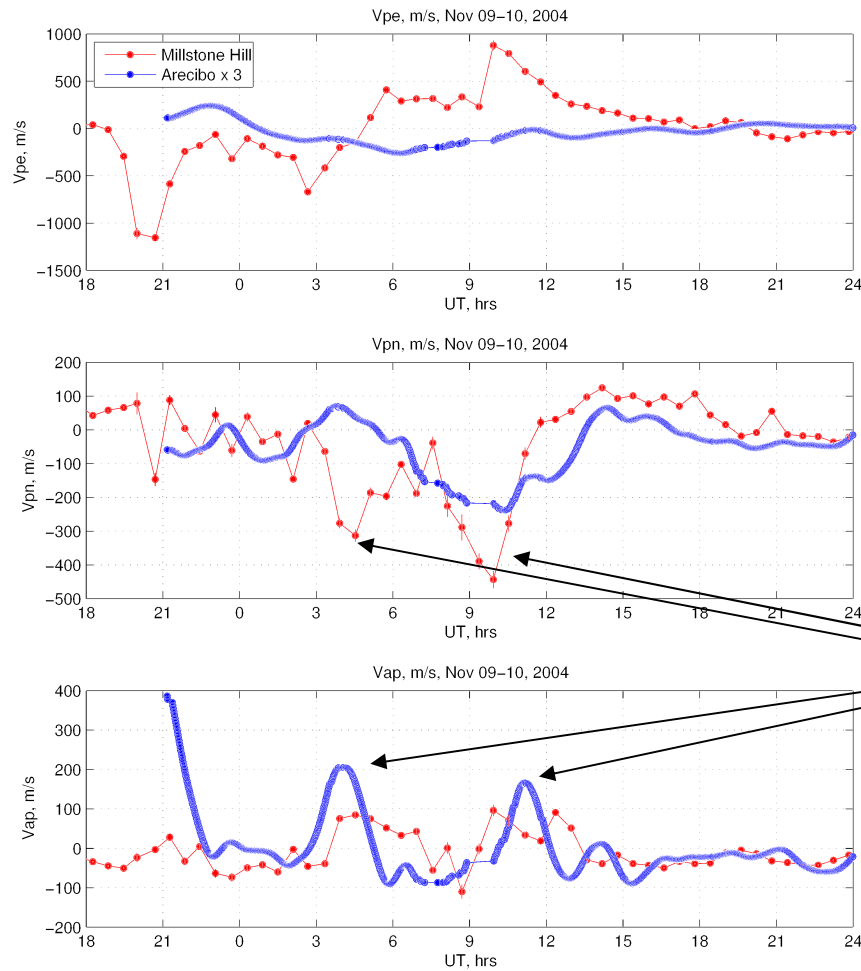 Vpe, m/s, Nov 09−10, 2004
1000
500
0
−500
−1000
−1500
Vpe, m/s
Millstone Hill
Arecibo x 3
18 21 0 3 6 9 12 15 18 21 24
UT, hrs
Vpn, m/s, Nov 09−10, 2004
200
100
0
−100
−200
−300
−400
−500
Vpn, m/s
18 21 0 3 6 9 12 15 18 21 24
UT, hrs
Vap, m/s, Nov 09−10, 2004
400
300
200
100
0
−100
−200
Vap, m/s
18 21 0 3 6 9 12 15 18 21 24
UT, hrs